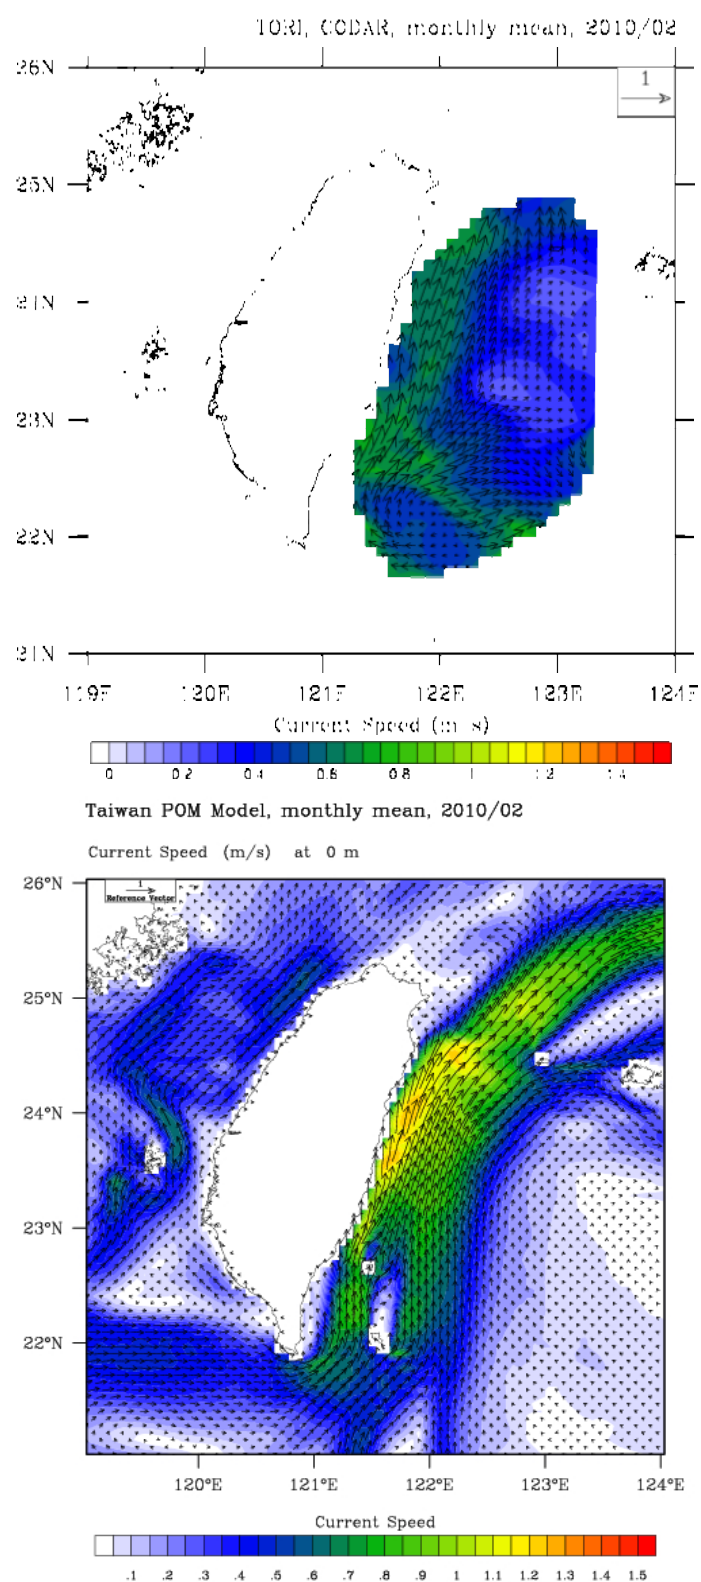 TORI, CODAR, monthly mean, 2010/02
26N
1
25N
24N
23N
22N
21N
119E 120E 121E 122E 123E 124E
Current Speed (m s)
0 0.2 0.4 0.6 0.8 1 1.2 1.4
Taiwan POM Model, monthly mean, 2010/02
Current Speed (m/s) at 0 m
26°N
1
Reference Vector
25°N
24°N
23°N
22°N
120°E 121°E 122°E 123°E 124°E
Current Speed
.1 .2 .3 .4 .5 .6 .7 .8 .9 1 1.1 1.2 1.3 1.4 1.5